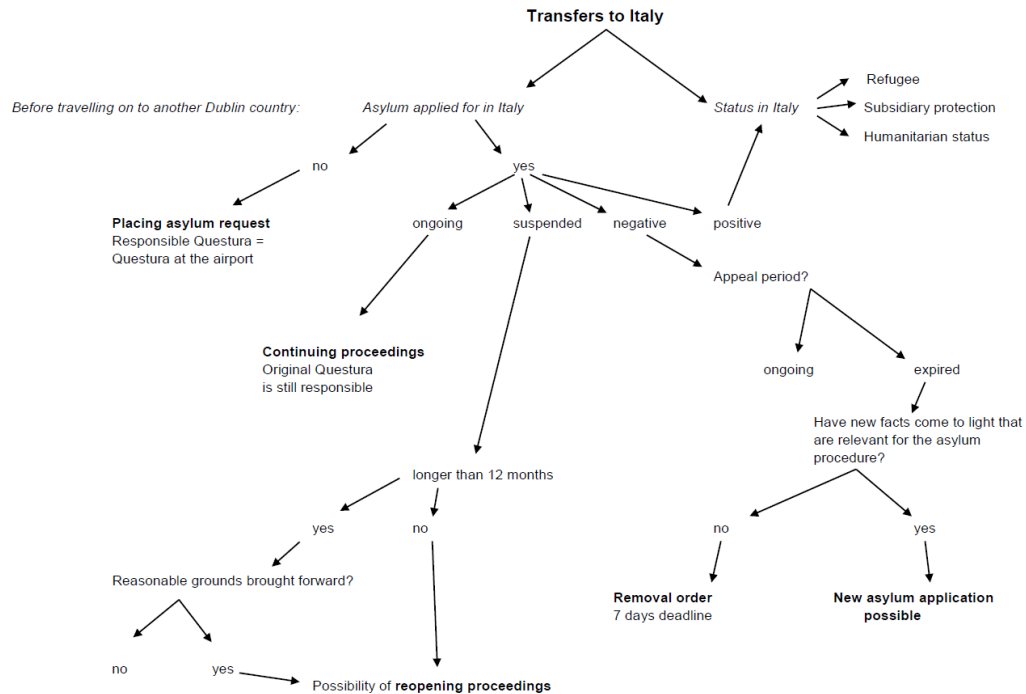 Transfers to Italy
Before travelling on to another Dublin country:
Asylum applied for in Italy
Status in Italy
Refugee
Subsidiary protection
Humanitarian status
no
yes
Placing asylum request
Responsible Questura =
Questura at the airport
ongoing
suspended
negative
positive
Appeal period?
Continuing proceedings
Original Questura
is still responsible
ongoing
expired
Have new facts come to light that
are relevant for the asylum
procedure?
longer than 12 months
yes
no
no
yes
Reasonable grounds brought forward?
Removal order
7 days deadline
New asylum application
possible
no
yes
Possibility of reopening proceedings